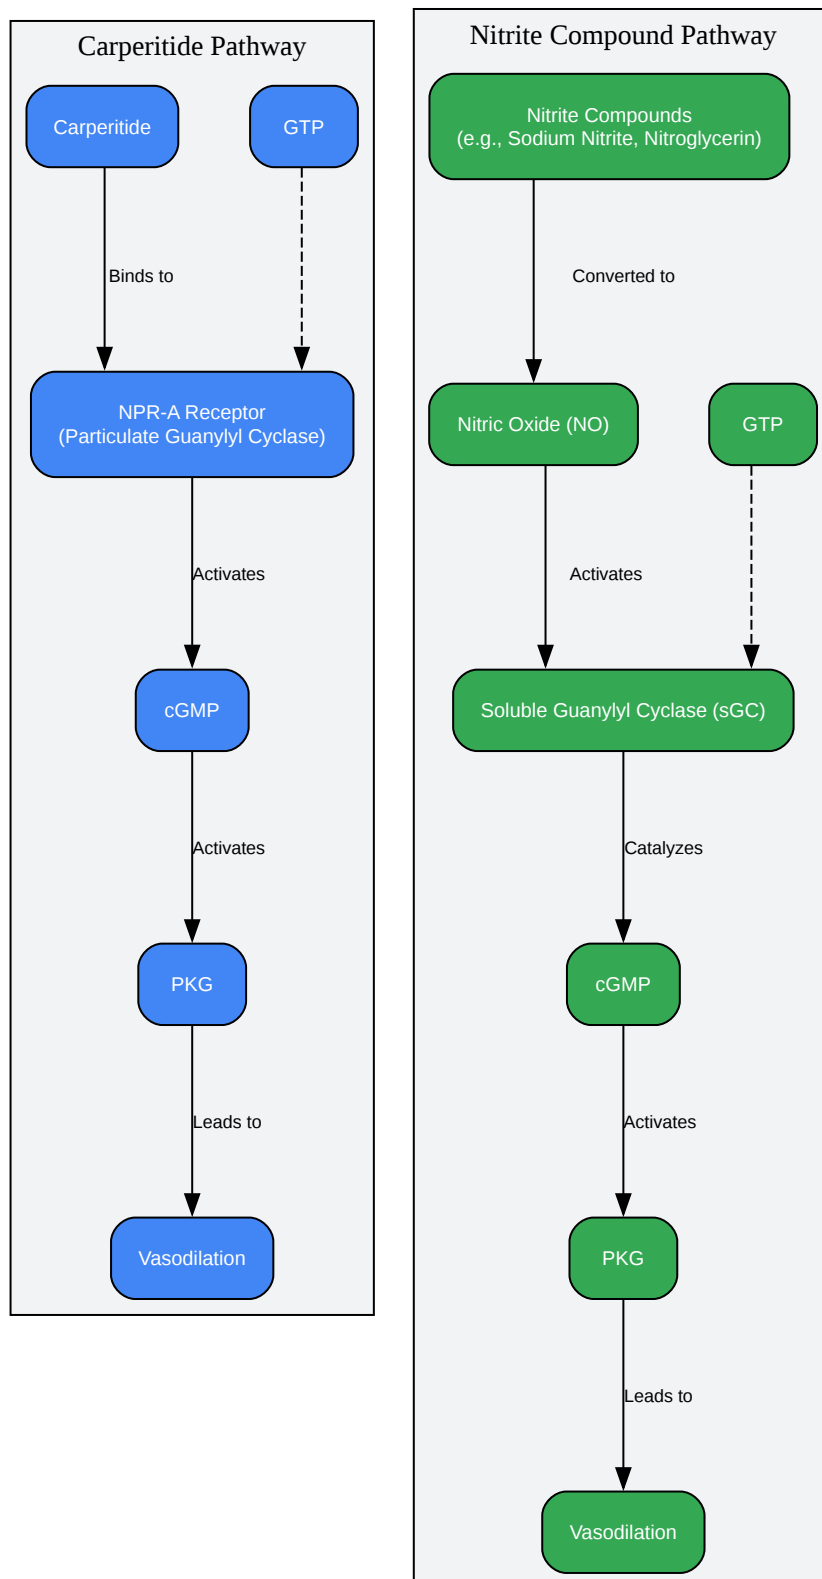 Carperitide Pathway
Carperitide
GTP
Binds to
NPR-A Receptor
(Particulate Guanylyl Cyclase)
Activates
cGMP
Activates
PKG
Leads to
Vasodilation
Nitrite Compound Pathway
Nitrite Compounds
(e.g., Sodium Nitrite, Nitroglycerin)
Converted to
Nitric Oxide (NO)
GTP
Activates
Soluble Guanylyl Cyclase (sGC)
Catalyzes
cGMP
Activates
PKG
Leads to
Vasodilation